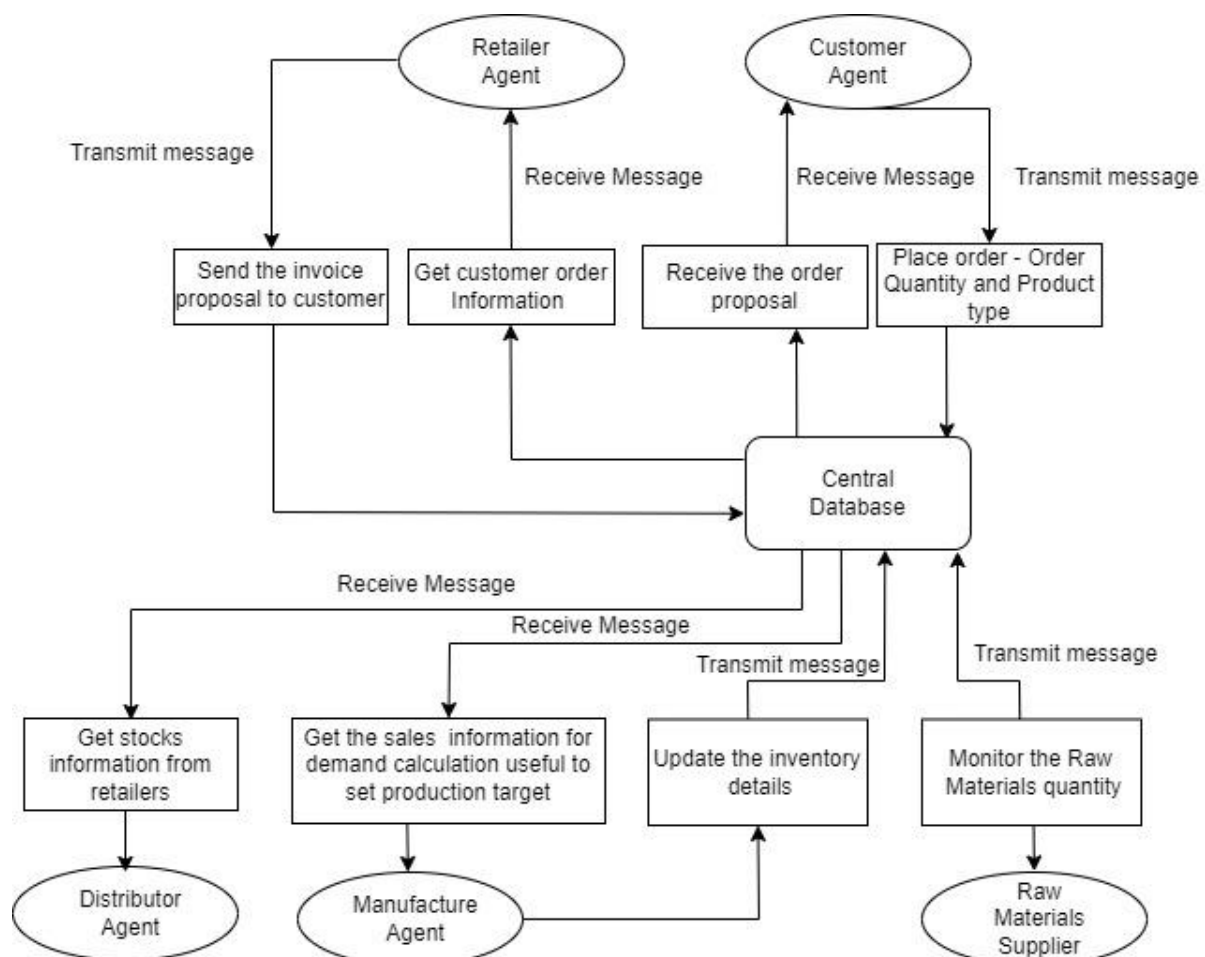 Retailer
Agent
Customer
Agent
Transmit message
Receive Message
Receive Message
Transmit message
Send the invoice
proposal to customer
Get customer order
Information
Receive the order
proposal
Place order - Order
Quantity and Product
type
Central
Database
Receive Message
Receive Message
Transmit message
Transmit message
Get stocks
information from
retailers
Get the sales information for
demand calculation useful to
set production target
Update the inventory
details
Monitor the Raw
Materials quantity
Distributor
Agent
Manufacture
Agent
Raw
Materials
Supplier